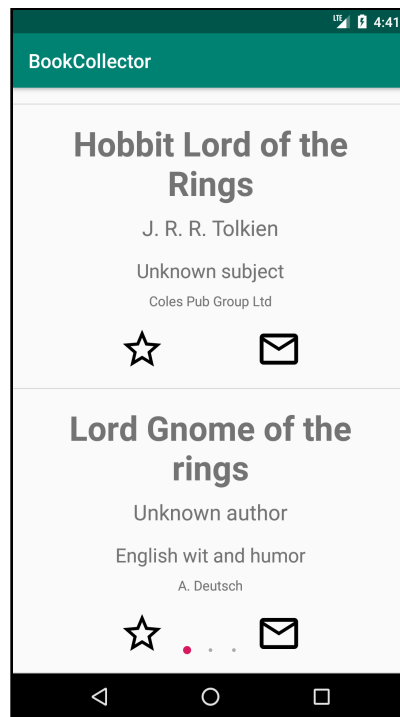 LTE 4:41
BookCollector
Hobbit Lord of the
Rings
J. R. R. Tolkien
Unknown subject
Coles Pub Group Ltd
Lord Gnome of the
rings
Unknown author
English wit and humor
A. Deutsch